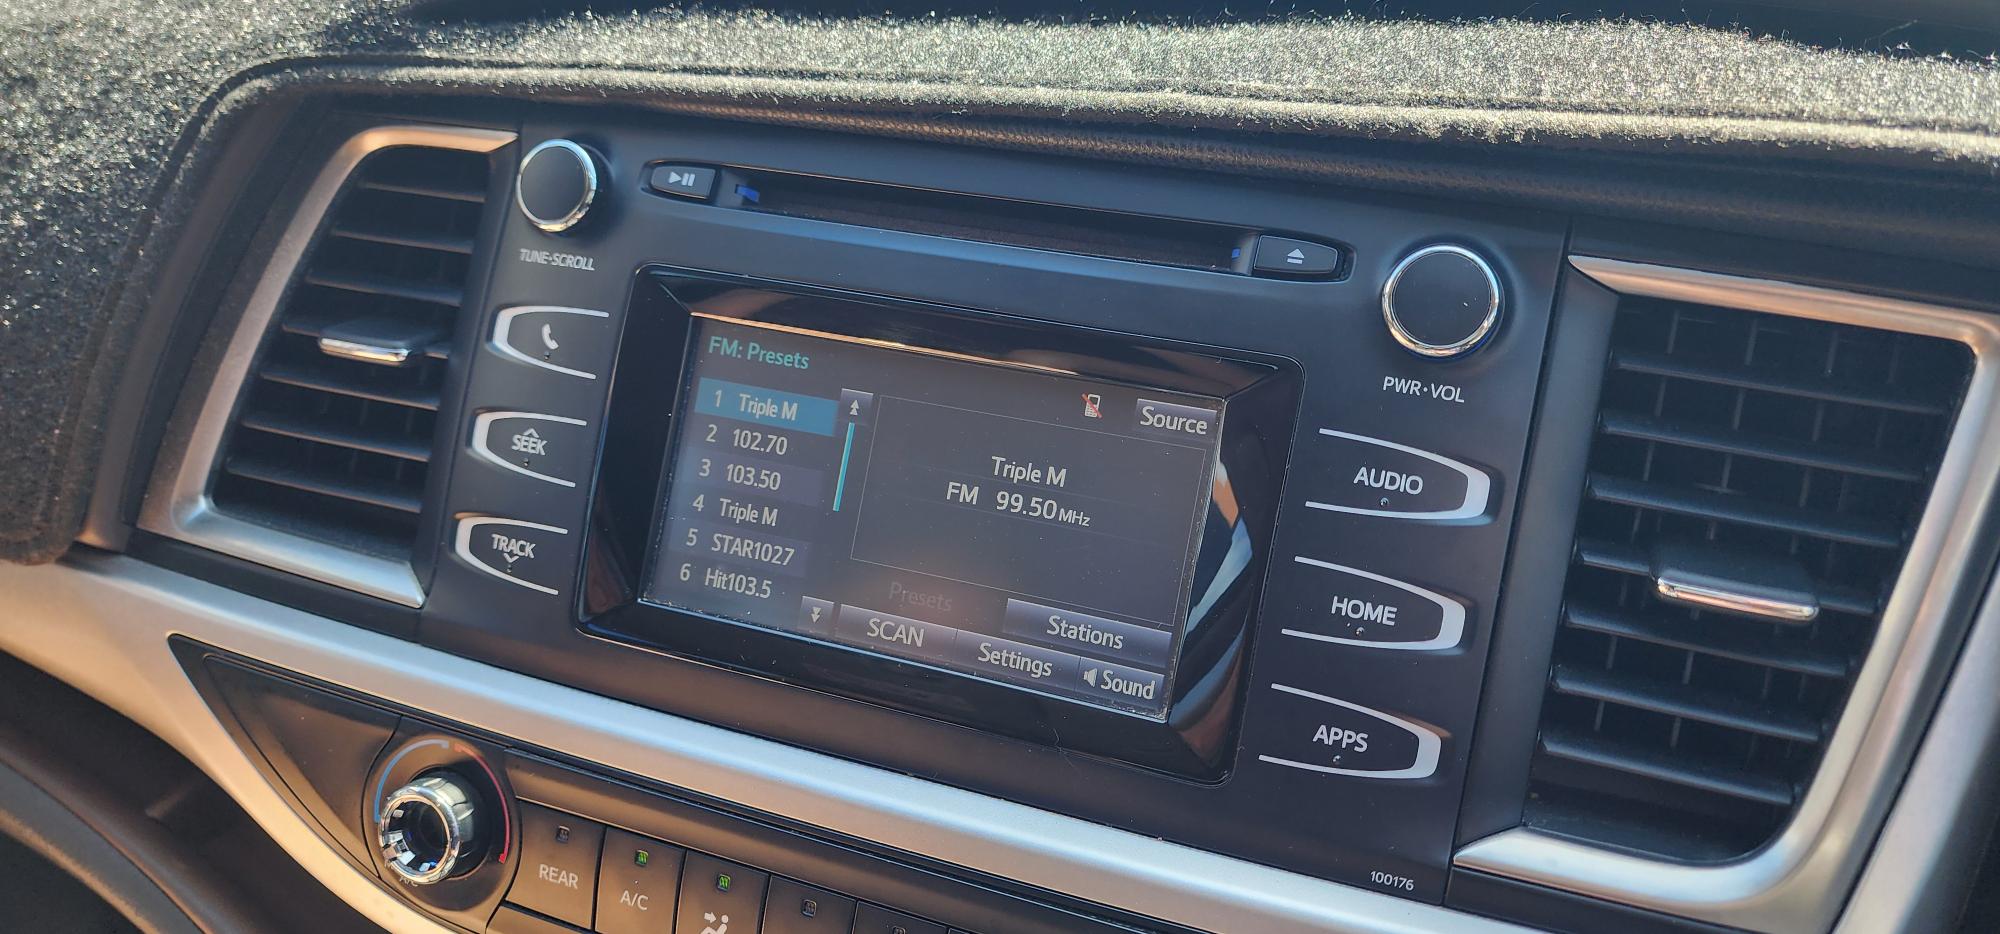 TUNE•SCROLL
SEEK
TRACK
FM: Presets
1 Triple M
2 102.70
3 103.50
4 Triple M
5 STAR1027
6 Hit103.5
Source
Triple M
FM 99.50 MHz
Presets
Stations
SCAN
Settings
Sound
PWR•VOL
AUDIO
HOME
APPS
100176
REAR
A/C